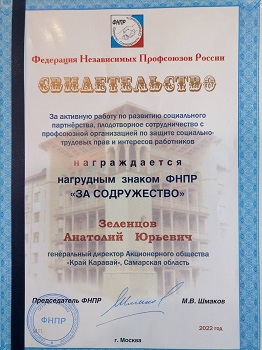 ФНПР
Федерация Независимых Профсоюзов России
СВИДЕТЕЛЬСТВО
За активную работу по развитию социального
партнёрства, плодотворное сотрудничество с
профсоюзной организацией по защите социально-
трудовых прав и интересов работников
награждается
нагрудным знаком ФНПР
«ЗА СОДРУЖЕСТВО»
Зеленцов
Анатолий Юрьевич
генеральный директор Акционерного общества
«Край Каравай», Самарская область
Председатель ФНПР
М.В. Шмаков
ФНПР
2022 год
г. Москва